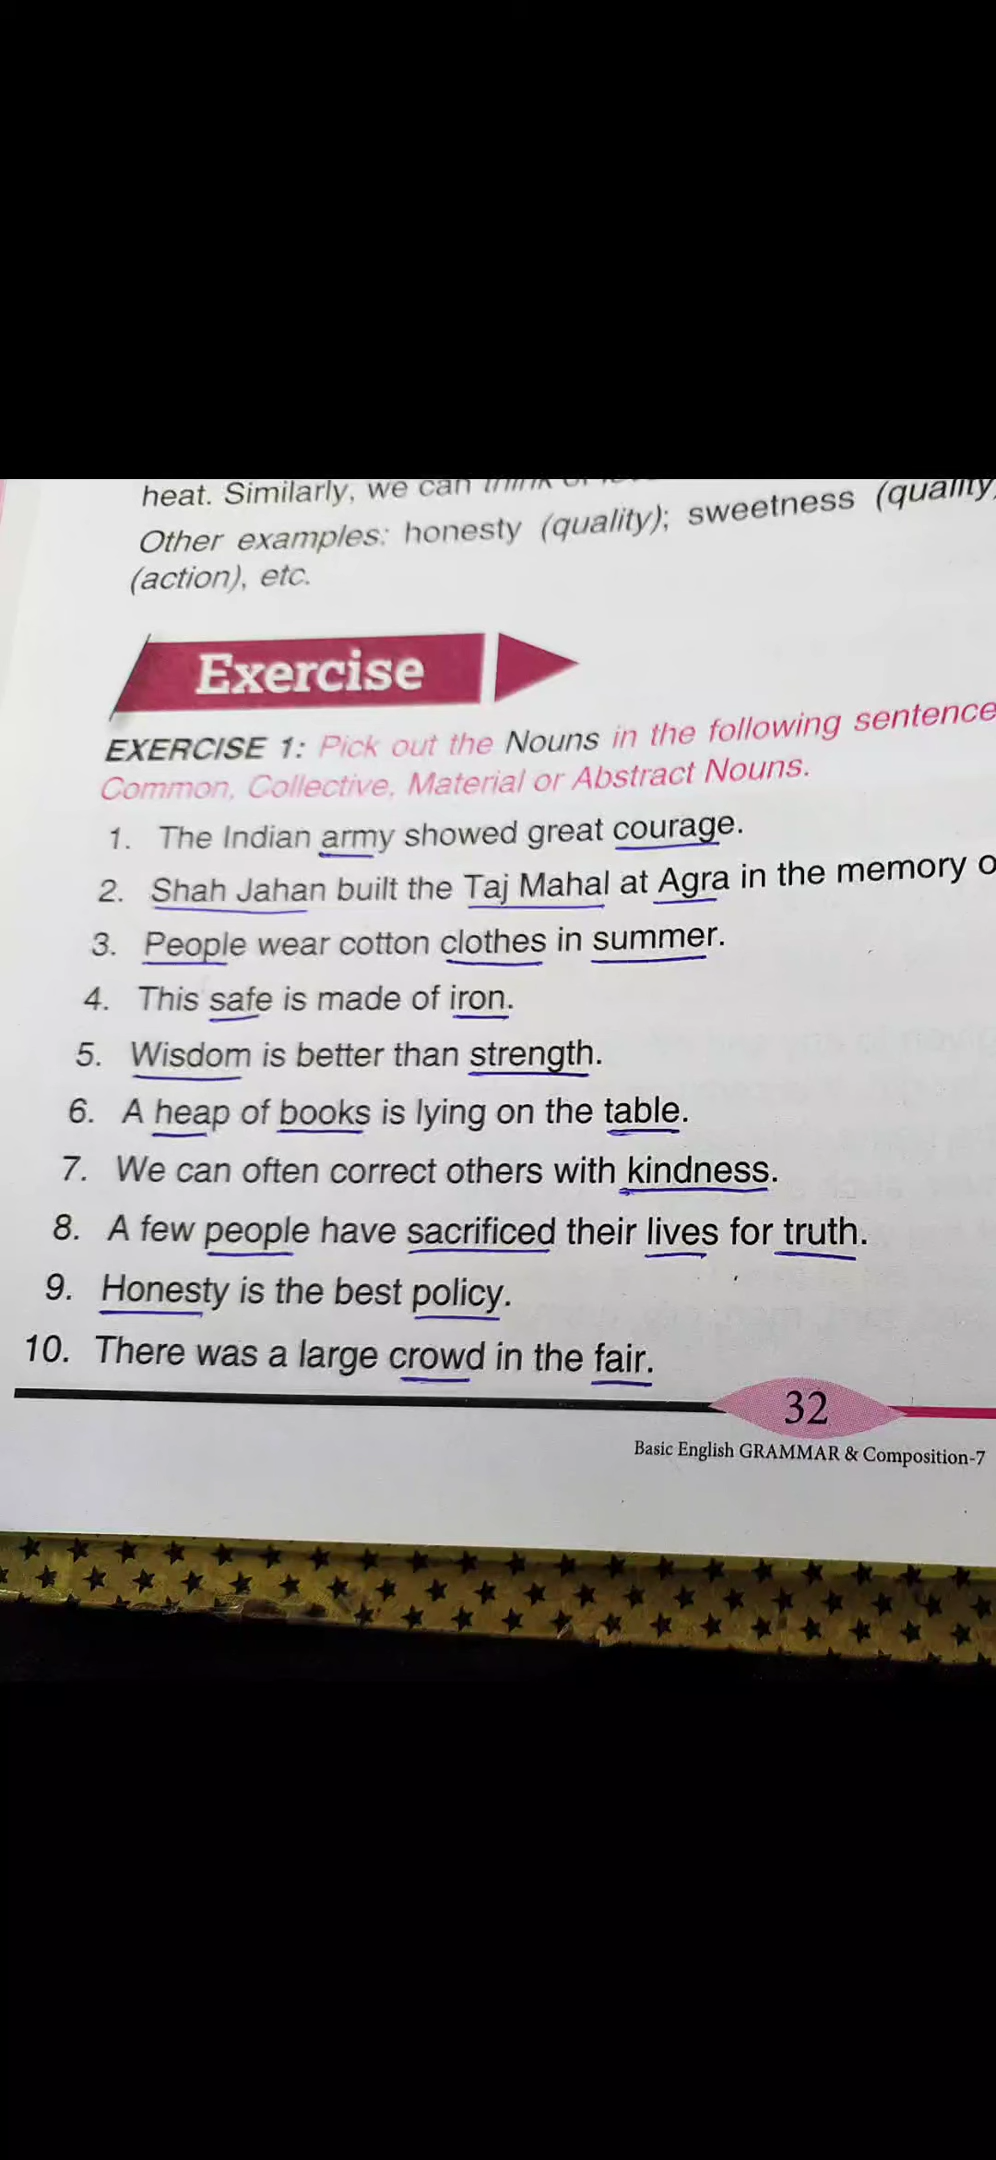 heat. Similarly, we can think of
Other examples: honesty (quality); sweetness (quality)
(action), etc.
Exercise
EXERCISE 1: Pick out the Nouns in the following sentence
Common, Collective, Material or Abstract Nouns.
1. The Indian army showed great courage.
2. Shah Jahan built the Taj Mahal at Agra in the memory o
3. People wear cotton clothes in summer.
4. This safe is made of iron.
5. Wisdom is better than strength.
6. A heap of books is lying on the table.
7. We can often correct others with kindness.
8. A few people have sacrificed their lives for truth.
9. Honesty is the best policy.
10. There was a large crowd in the fair.
32
Basic English GRAMMAR & Composition-7